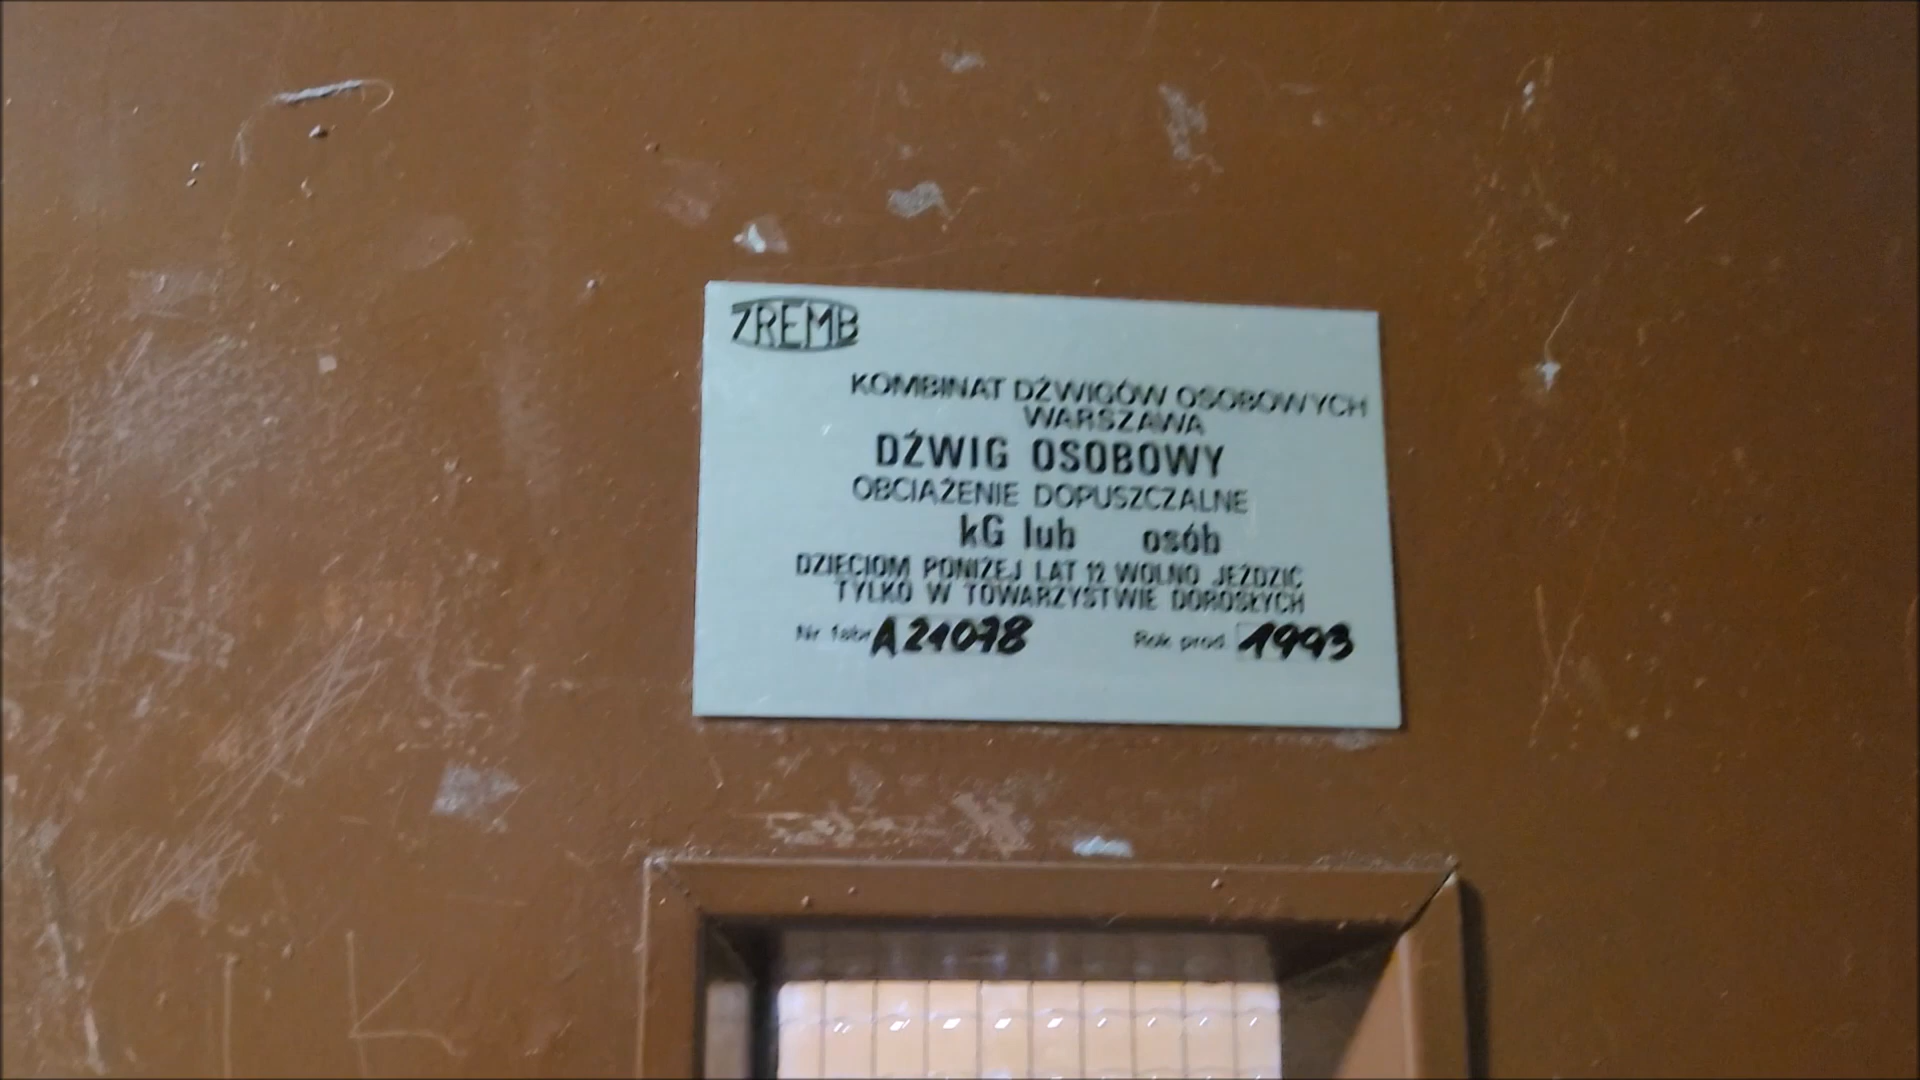 ZREMB
KOMBINAT DŹWIGÓW OSOBOWYCH
WARSZAWA
DŹWIG OSOBOWY
OBCIĄŻENIE DOPUSZCZALNE
kG lub osób
DZIECIOM PONIŻEJ LAT 12 WOLNO JEŹDZIĆ
TYLKO W TOWARZYSTWIE DOROSŁYCH
Nr fabr A21078 Rok prod. 1993